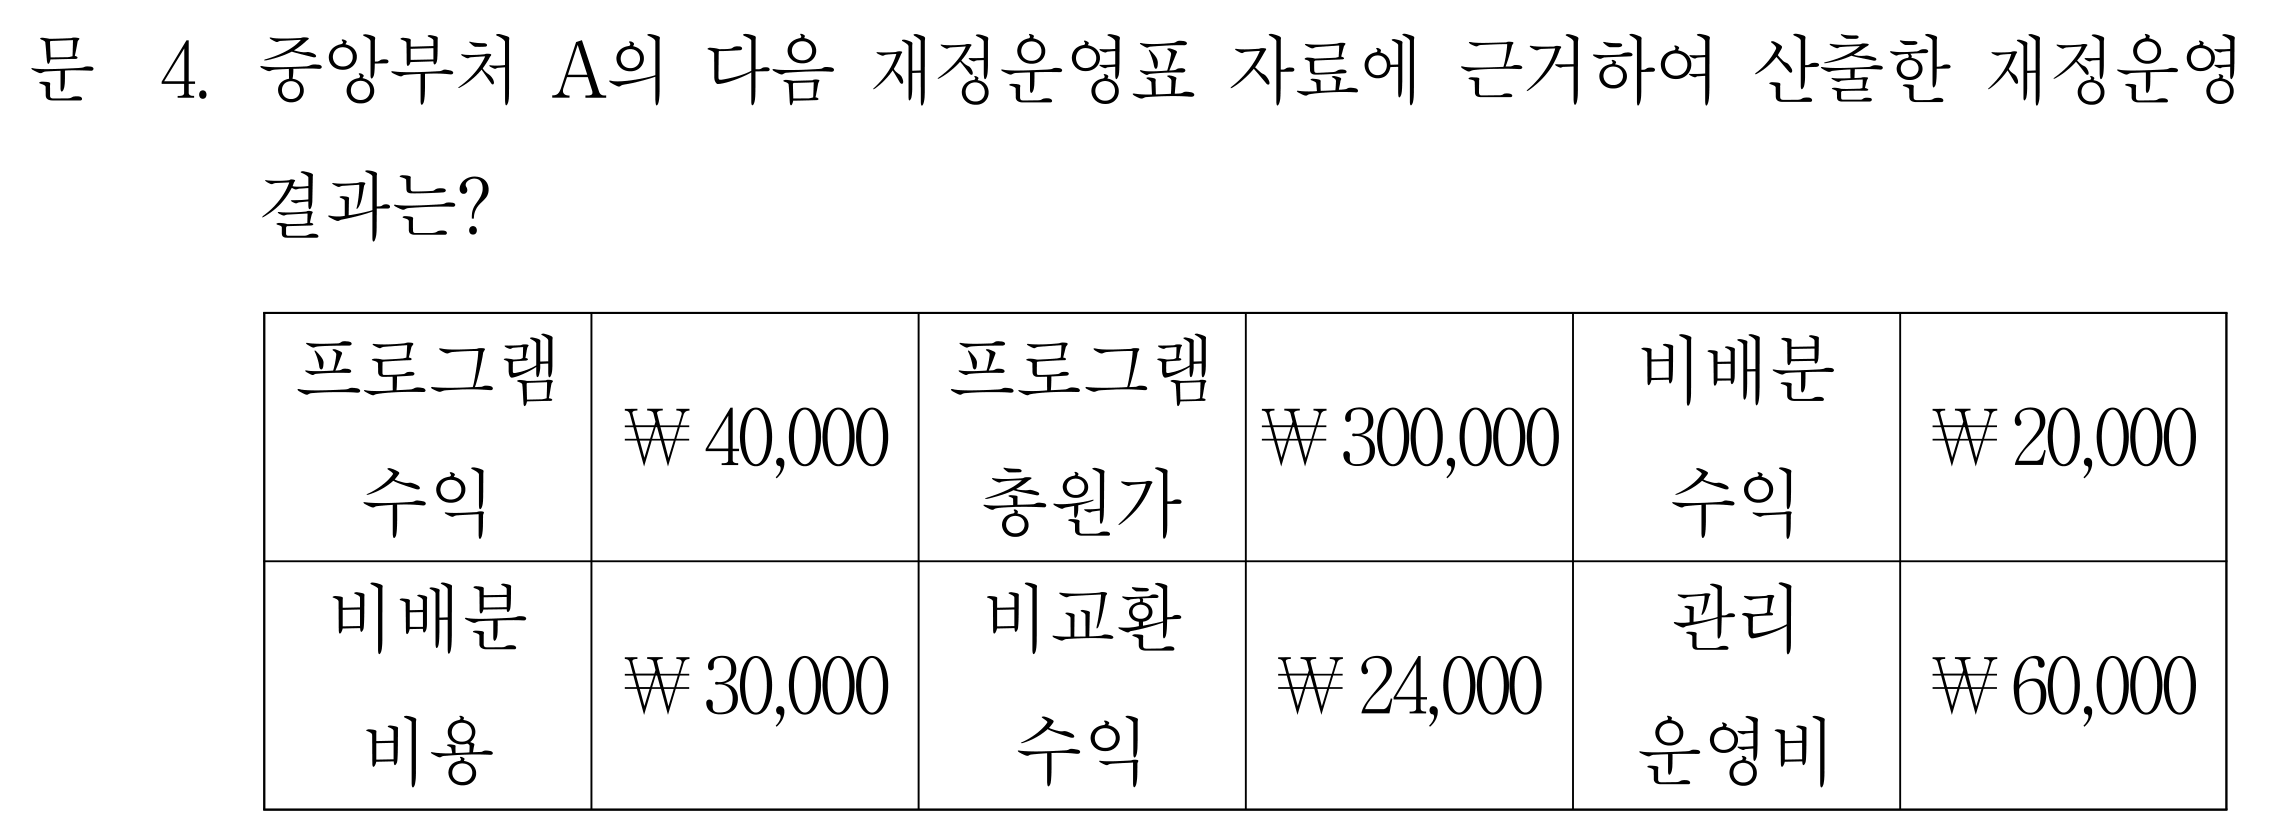 문 4. 중앙부처 A의 다음 재정운영표 자료에 근거하여 산출한 재정운영
결과는?
프로그램 수익 ₩40,000 프로그램 총원가 ₩300,000 비배분 수익 ₩20,000
비배분 비용 ₩30,000 비교환 수익 ₩24,000 관리 운영비 ₩60,000